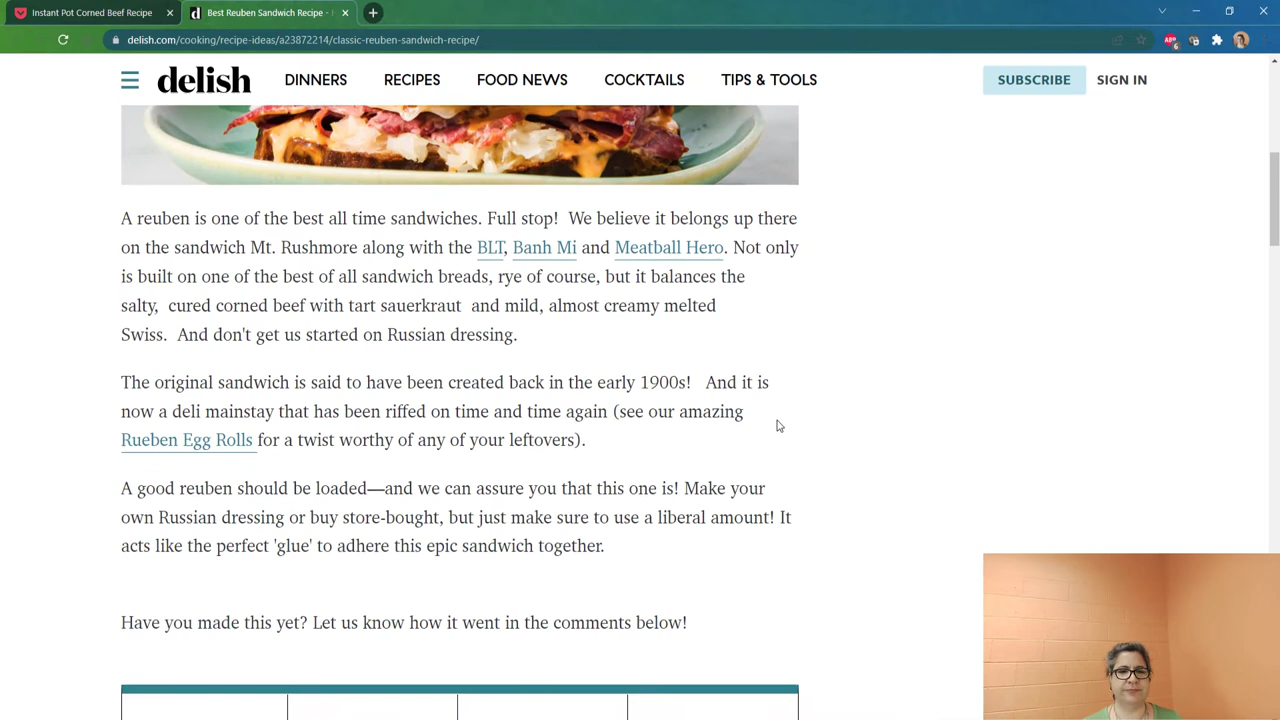 Instant Pot Corned Beef Recipe
Best Reuben Sandwich Recipe -
delish.com/cooking/recipe-ideas/a23872214/classic-reuben-sandwich-recipe/
ABP
6
delish
DINNERS
RECIPES
FOOD NEWS
COCKTAILS
TIPS & TOOLS
SUBSCRIBE
SIGN IN
A reuben is one of the best all time sandwiches. Full stop! We believe it belongs up there
on the sandwich Mt. Rushmore along with the BLT, Banh Mi and Meatball Hero. Not only
is built on one of the best of all sandwich breads, rye of course, but it balances the
salty, cured corned beef with tart sauerkraut and mild, almost creamy melted
Swiss. And don't get us started on Russian dressing.
The original sandwich is said to have been created back in the early 1900s! And it is
now a deli mainstay that has been riffed on time and time again (see our amazing
Rueben Egg Rolls for a twist worthy of any of your leftovers).
A good reuben should be loaded—and we can assure you that this one is! Make your
own Russian dressing or buy store-bought, but just make sure to use a liberal amount! It
acts like the perfect 'glue' to adhere this epic sandwich together.
Have you made this yet? Let us know how it went in the comments below!